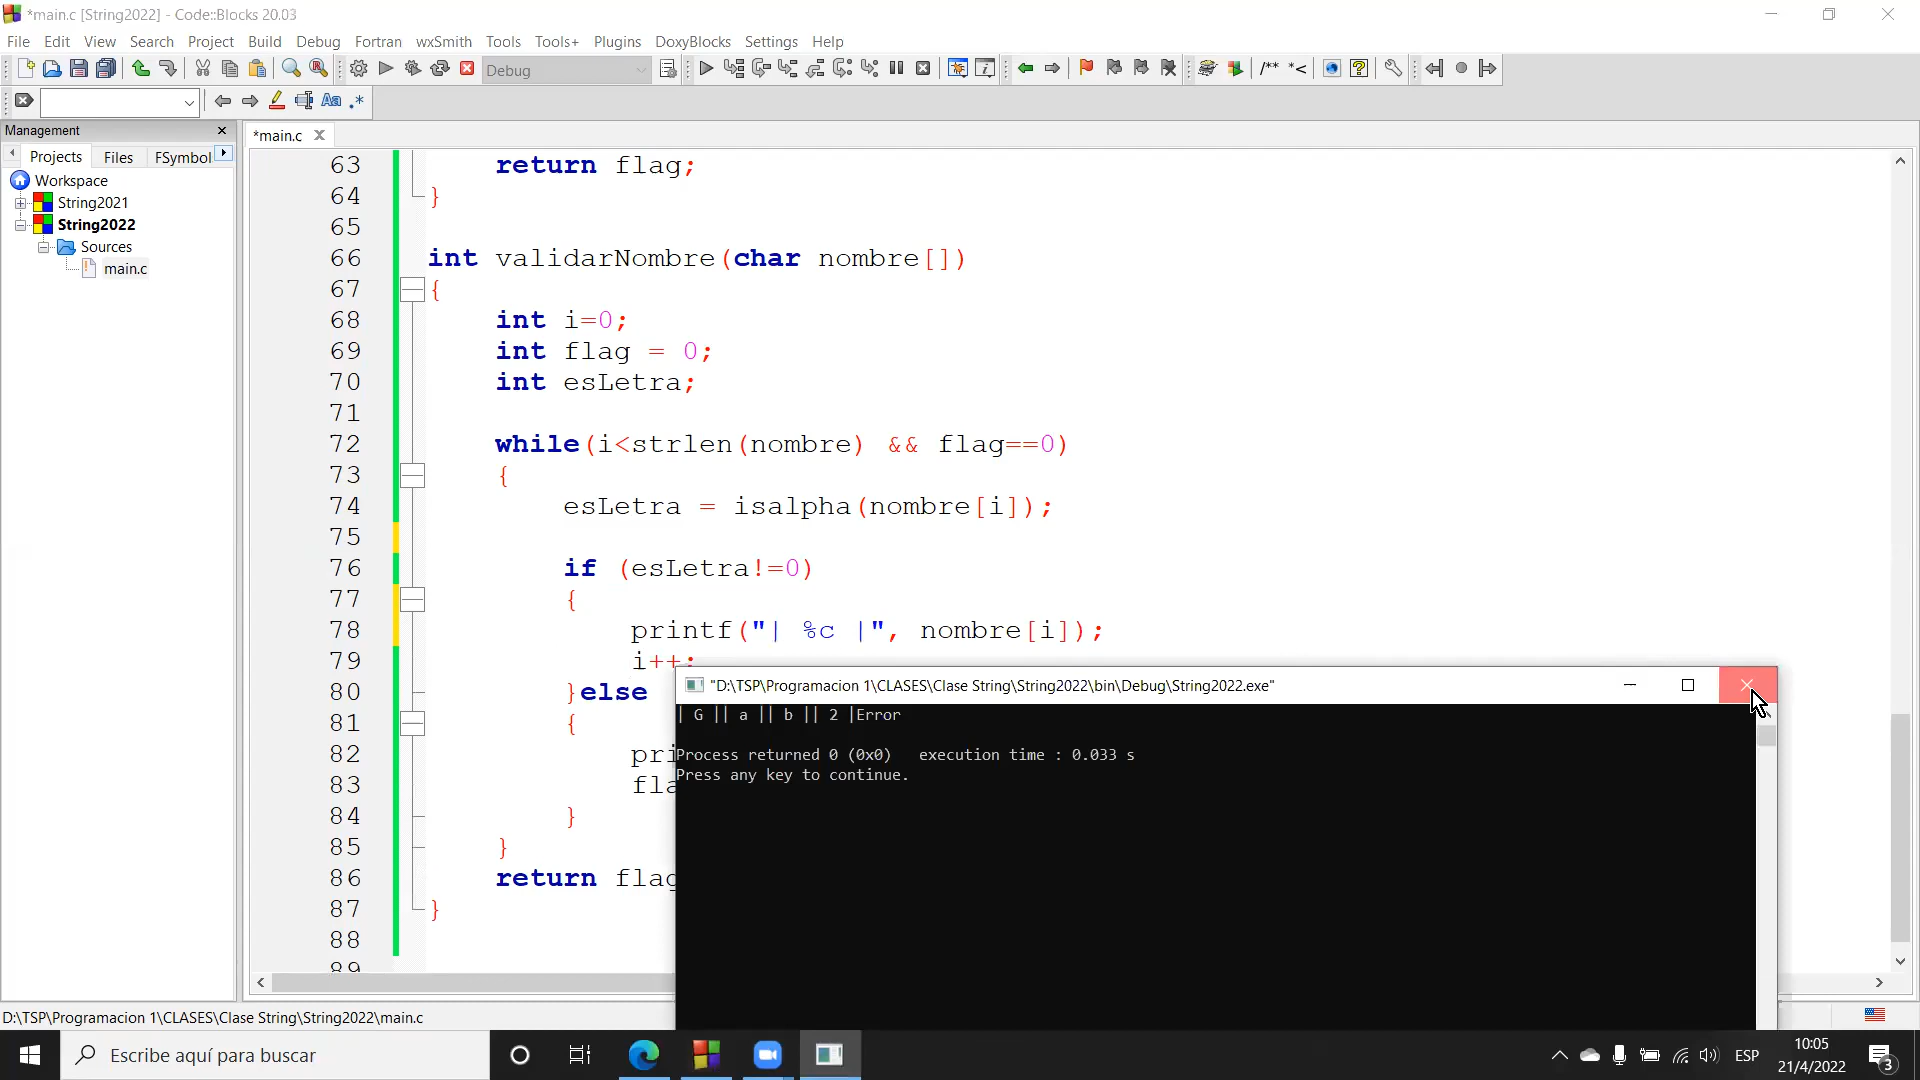 *main.c [String2022] - Code::Blocks 20.03
File Edit View Search Project Build Debug Fortran wxSmith Tools Tools+ Plugins DoxyBlocks Settings Help
Debug
/** *<
Aa .*
Management
*main.c
Projects Files FSymbol
Workspace
String2021
String2022
Sources
main.c
63 return flag;
64 }
65
66 int validarNombre(char nombre[])
67 {
68 int i=0;
69 int flag = 0;
70 int esLetra;
71
72 while(i<strlen(nombre) && flag==0)
73 {
74 esLetra = isalpha(nombre[i]);
75
76 if (esLetra!=0)
77 {
78 printf("| %c |", nombre[i]);
79 i++;
80 }else
81 {
82 pri
83 fla
84 }
85 }
86 return flag
87 }
88
89
"D:\TSP\Programacion 1\CLASES\Clase String\String2022\bin\Debug\String2022.exe"
| G || a || b || 2 |Error
Process returned 0 (0x0) execution time : 0.033 s
Press any key to continue.
D:\TSP\Programacion 1\CLASES\Clase String\String2022\main.c
Escribe aquí para buscar
ESP
10:05
21/4/2022
3